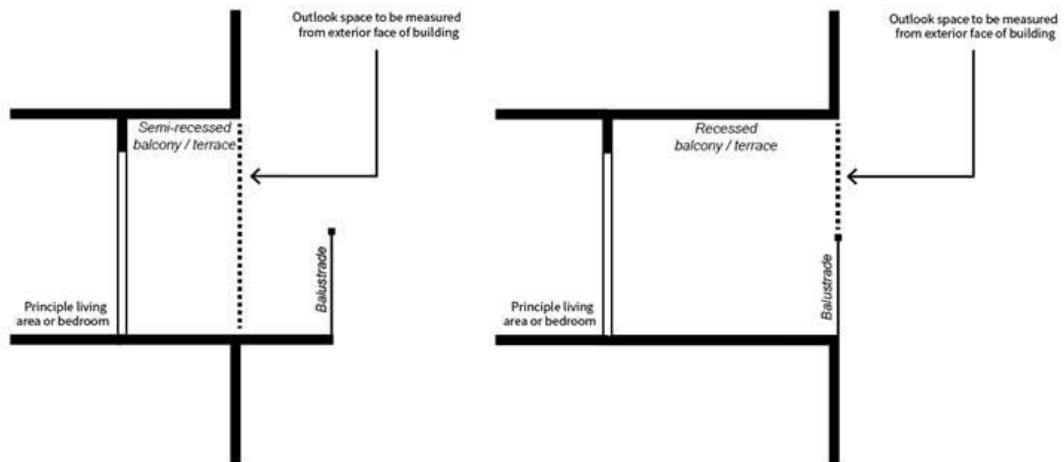 Outlook space to be measured
from exterior face of building
Semi-recessed
balcony / terrace
Balustrade
Principle living
area or bedroom
Outlook space to be measured
from exterior face of building
Recessed
balcony / terrace
Balustrade
Principle living
area or bedroom